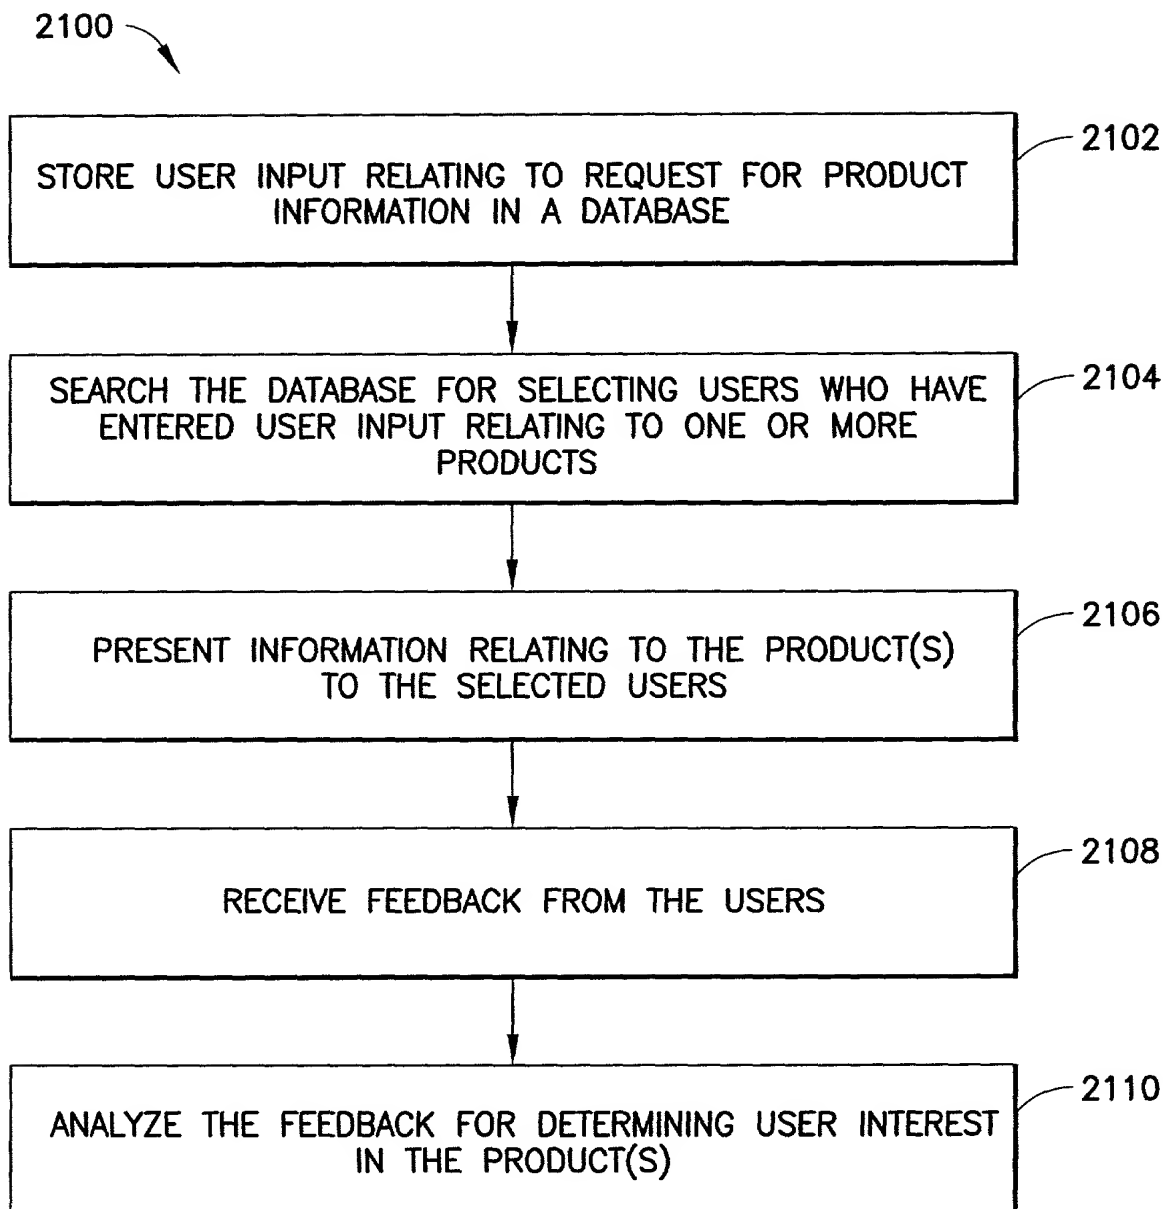 2100
2102
STORE USER INPUT RELATING TO REQUEST FOR PRODUCT
INFORMATION IN A DATABASE
2104
SEARCH THE DATABASE FOR SELECTING USERS WHO HAVE
ENTERED USER INPUT RELATING TO ONE OR MORE
PRODUCTS
2106
PRESENT INFORMATION RELATING TO THE PRODUCT(S)
TO THE SELECTED USERS
2108
RECEIVE FEEDBACK FROM THE USERS
2110
ANALYZE THE FEEDBACK FOR DETERMINING USER INTEREST
IN THE PRODUCT(S)